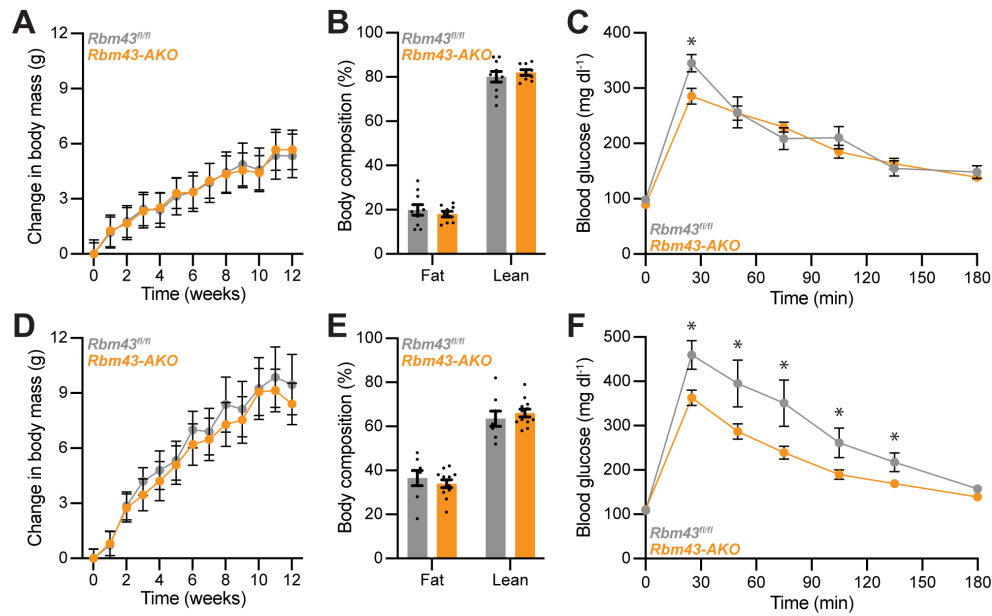 A
Rbm43fl/fl
Rbm43-AKO
Change in body mass (g)
12
9
6
3
0
0 2 4 6 8 10 12
Time (weeks)
B
Rbm43fl/fl
Rbm43-AKO
Body composition (%)
100
80
60
40
20
0
Fat Lean
C
*
Blood glucose (mg dl-1)
400
300
200
100
0
Rbm43fl/fl
Rbm43-AKO
0 30 60 90 120 150 180
Time (min)
D
Rbm43fl/fl
Rbm43-AKO
Change in body mass (g)
12
9
6
3
0
0 2 4 6 8 10 12
Time (weeks)
E
Rbm43fl/fl
Rbm43-AKO
Body composition (%)
100
80
60
40
20
0
Fat Lean
F
* * * * *
Blood glucose (mg dl-1)
500
400
300
200
100
0
Rbm43fl/fl
Rbm43-AKO
0 30 60 90 120 150 180
Time (min)